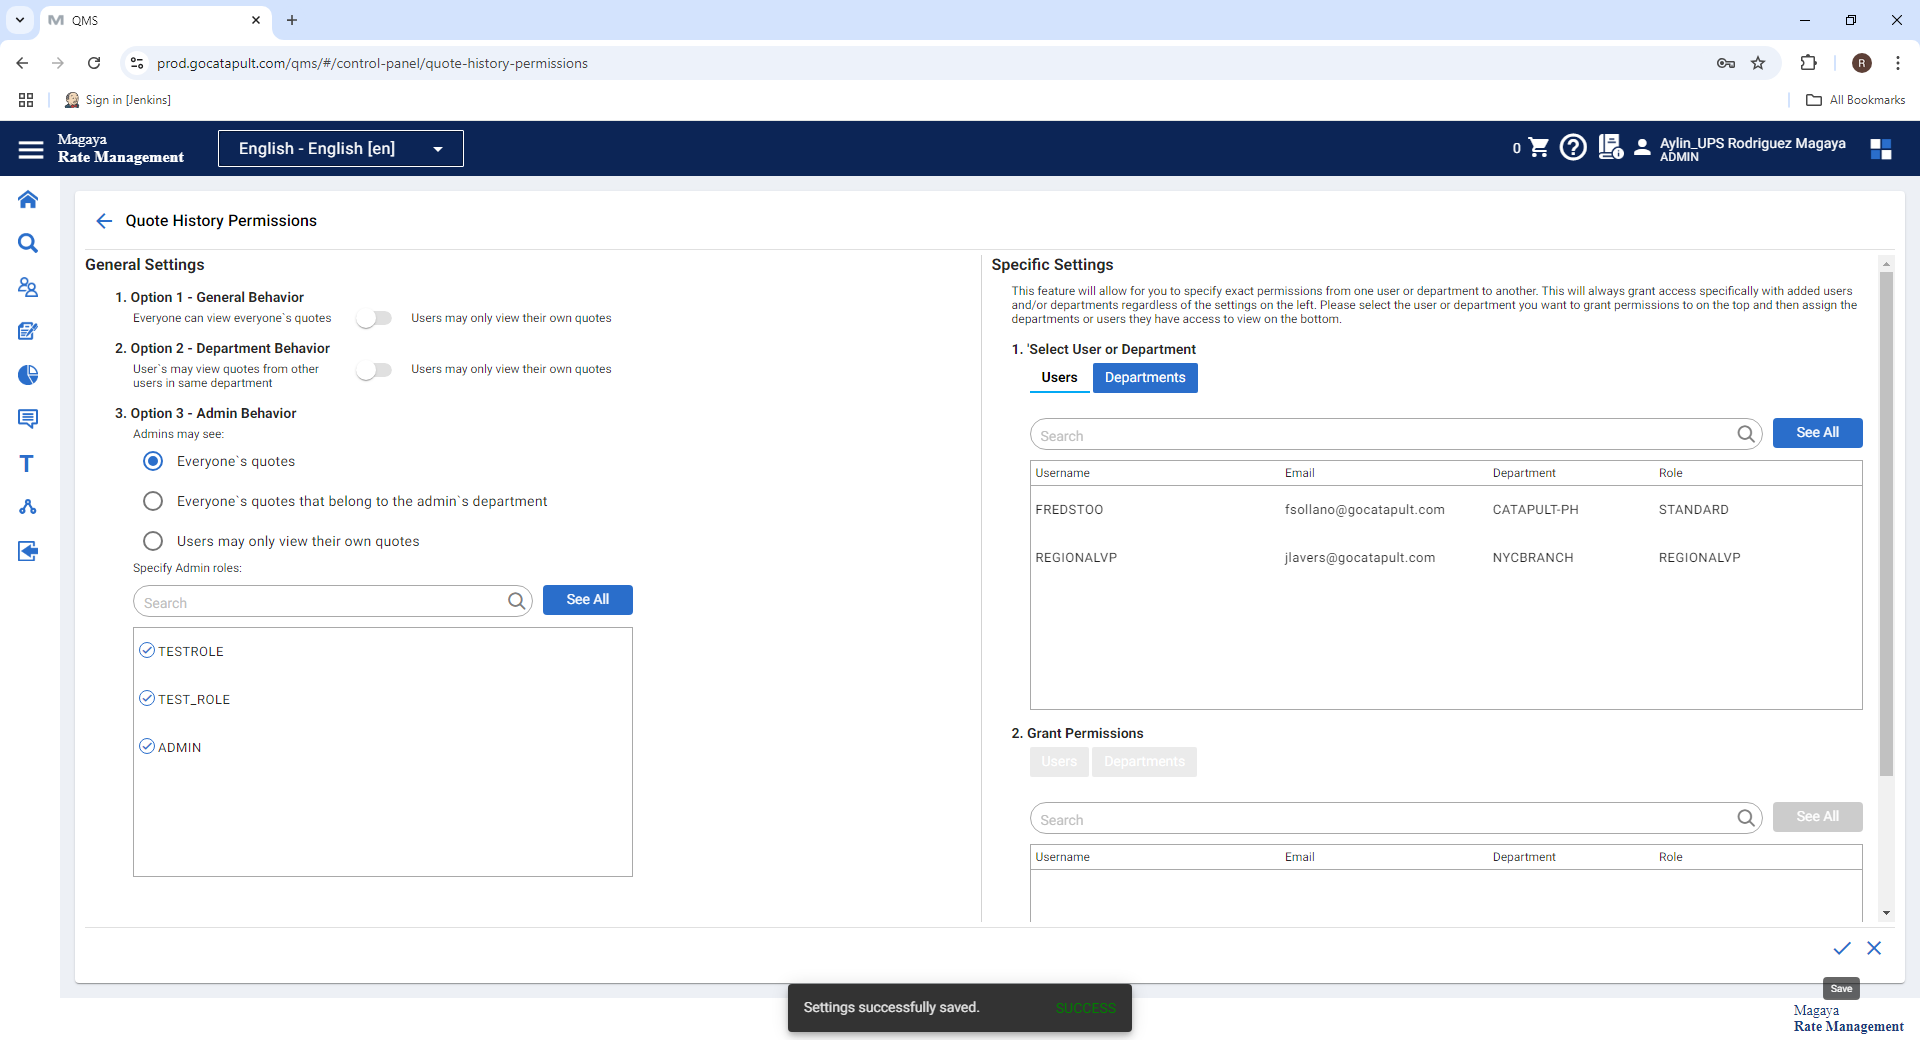 QMS
prod.gocatapult.com/qms/#/control-panel/quote-history-permissions
R
Sign in [Jenkins]
All Bookmarks
Magaya
Rate Management
English - English [en]
0
Aylin_UPS Rodriguez Magaya
ADMIN
Quote History Permissions
General Settings
1. Option 1 - General Behavior
Everyone can view everyone`s quotes
Users may only view their own quotes
2. Option 2 - Department Behavior
User`s may view quotes from other
users in same department
Users may only view their own quotes
3. Option 3 - Admin Behavior
Admins may see:
Everyone`s quotes
Everyone`s quotes that belong to the admin`s department
Users may only view their own quotes
Specify Admin roles:
Search
See All
TESTROLE
TEST_ROLE
ADMIN
Specific Settings
This feature will allow for you to specify exact permissions from one user or department to another. This will always grant access specifically with added users
and/or departments regardless of the settings on the left. Please select the user or department you want to grant permissions to on the top and then assign the
departments or users they have access to view on the bottom.
1. 'Select User or Department
Users
Departments
Search
See All
Username Email Department Role
FREDSTOO fsollano@gocatapult.com CATAPULT-PH STANDARD
REGIONALVP jlavers@gocatapult.com NYCBRANCH REGIONALVP
2. Grant Permissions
Users
Departments
Search
See All
Username Email Department Role
Save
Settings successfully saved.
SUCCESS
Magaya
Rate Management